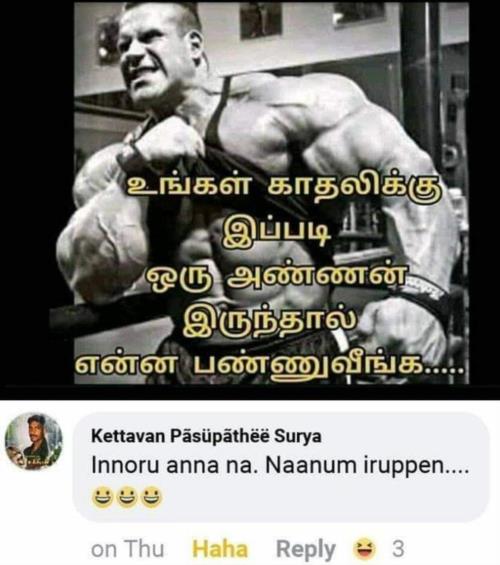 உங்கள் காதலிக்கு
இப்படி
ஒரு அண்ணன்
இருந்தால்
என்ன பண்ணுவீங்க.....
Kettavan Pãsüpãthëë Surya
Innoru anna na. Naanum iruppen....
😃😃😃
on Thu Haha Reply 😆 3